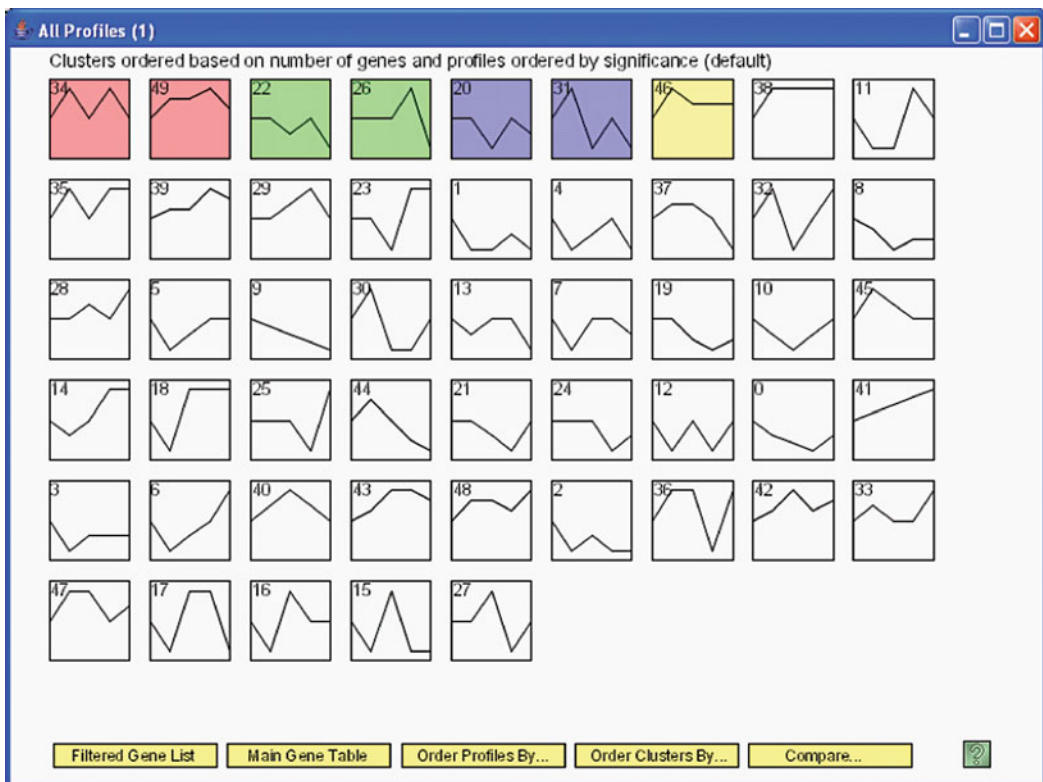 All Profiles (1)
Clusters ordered based on number of genes and profiles ordered by significance (default)
34 49 22 26 20 31 46 38 11
35 39 29 23 1 4 37 32 8
28 5 9 30 13 7 19 10 45
14 18 25 44 21 24 12 0 41
3 6 40 43 48 2 36 42 33
47 17 16 15 27
Filtered Gene List Main Gene Table Order Profiles By... Order Clusters By... Compare... ?